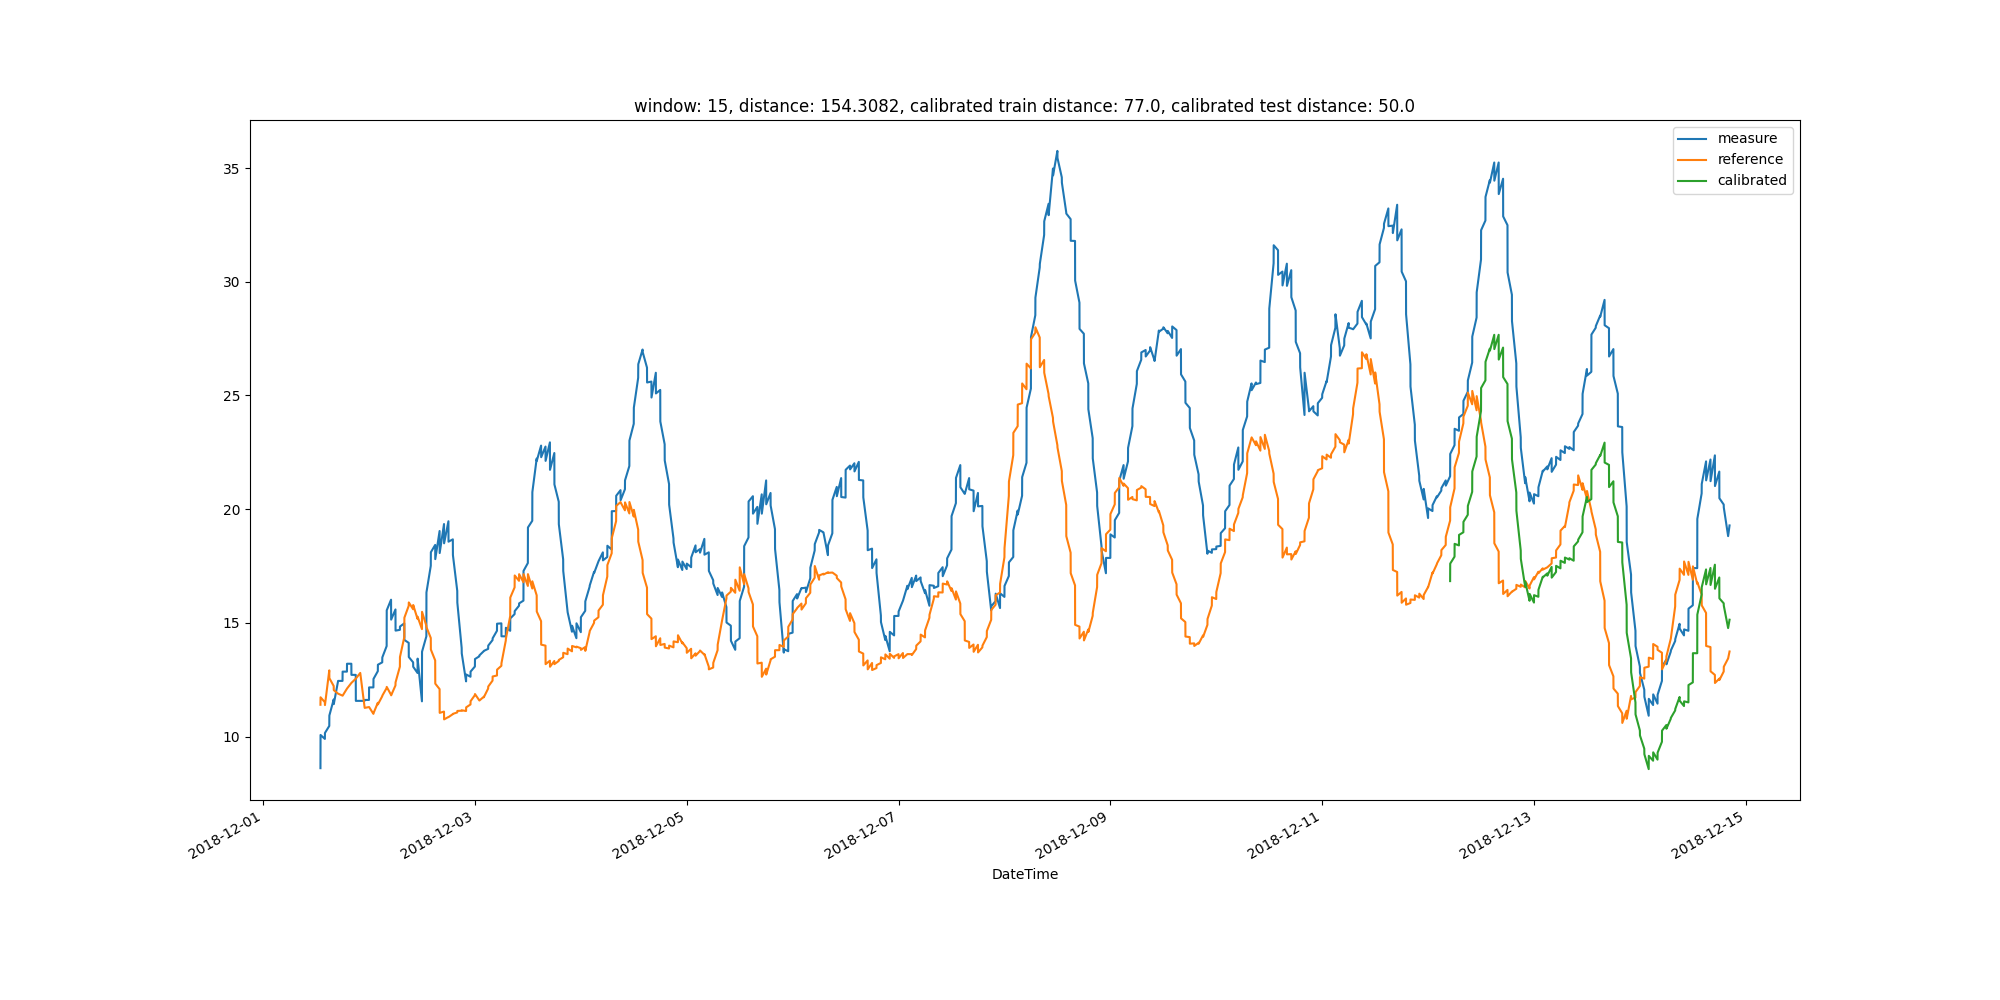 window: 15, distance: 154.3082, calibrated train distance: 77.0, calibrated test distance: 50.0
measure
reference
calibrated
35
30
25
20
15
10
2018-12-01
2018-12-03
2018-12-05
2018-12-07
2018-12-09
2018-12-11
2018-12-13
2018-12-15
DateTime